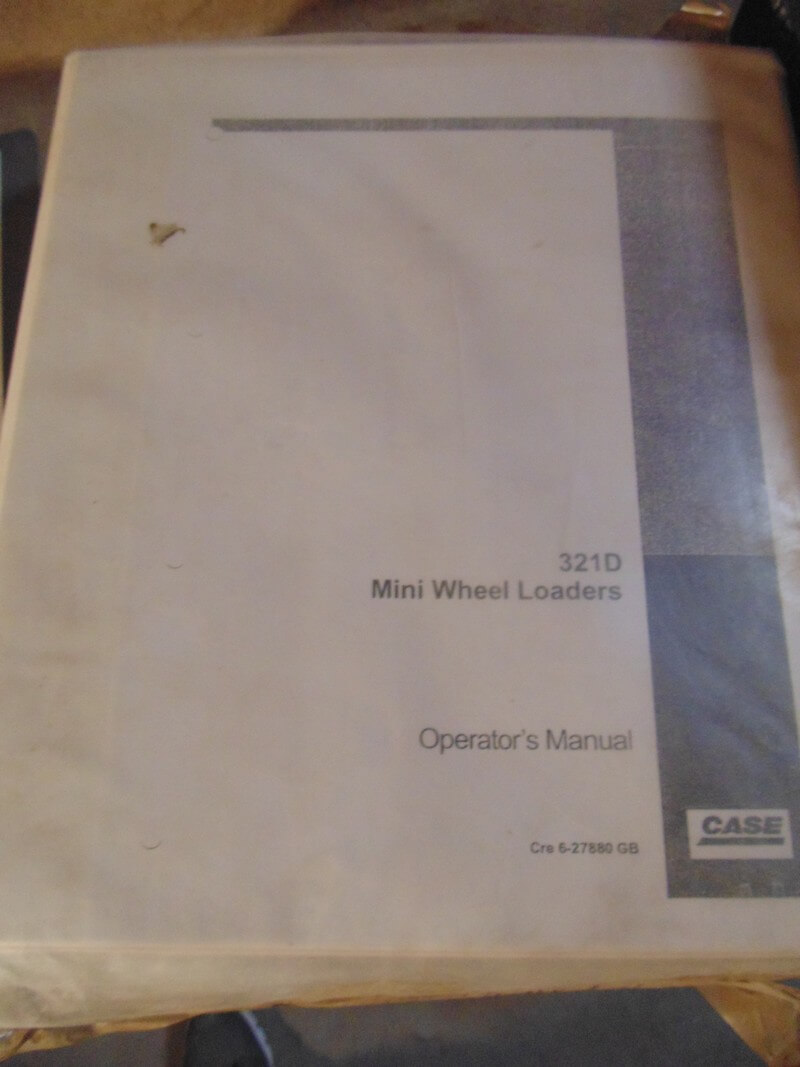 321D
Mini Wheel Loaders
Operator's Manual
Cre 6-27880 GB
CASE